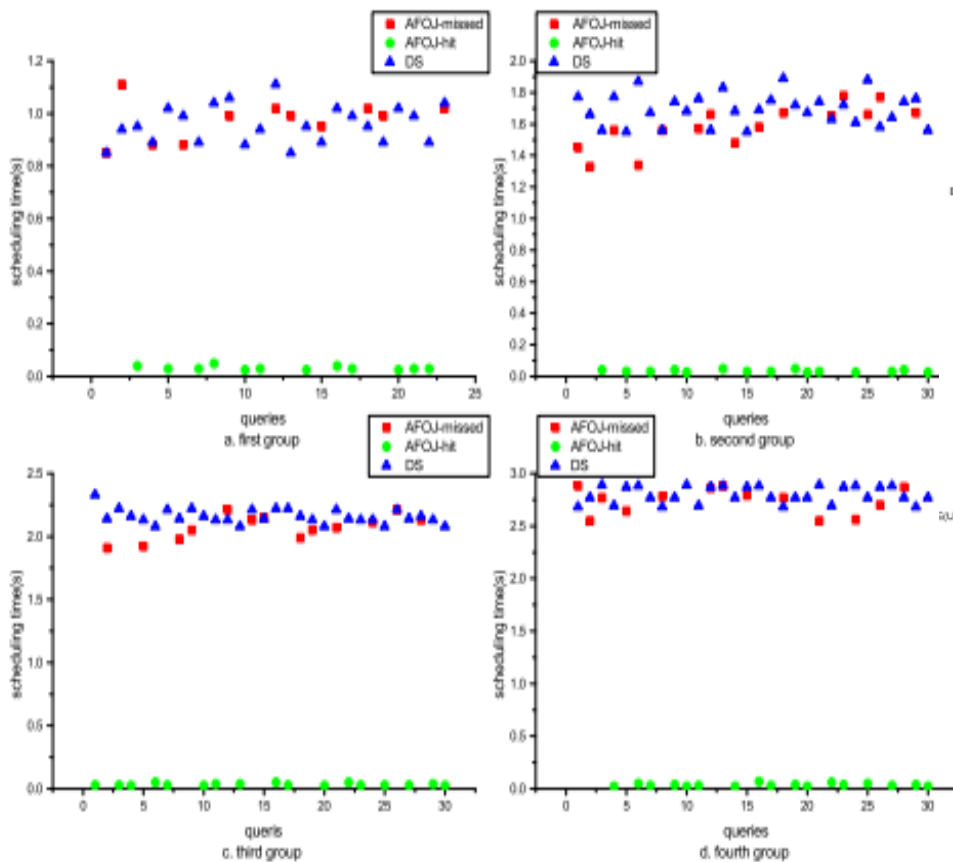 AFOJ-missed
AFOJ-hit
DS
1.2
1.0
0.8
0.6
0.4
0.2
0.0
scheduling time(s)
0 5 10 15 20 25
queries
a. first group
AFOJ-missed
AFOJ-hit
DS
2.0
1.8
1.6
1.4
1.2
1.0
0.8
0.6
0.4
0.2
0.0
scheduling time(s)
0 5 10 15 20 25 30
queries
b. second group
AFOJ-missed
AFOJ-hit
DS
2.5
2.0
1.5
1.0
0.5
0.0
scheduling time(s)
0 5 10 15 20 25 30
queris
c. third group
AFOJ-missed
AFOJ-hit
DS
3.0
2.5
2.0
1.5
1.0
0.5
0.0
scheduling time(s)
0 5 10 15 20 25 30
queries
d. fourth group